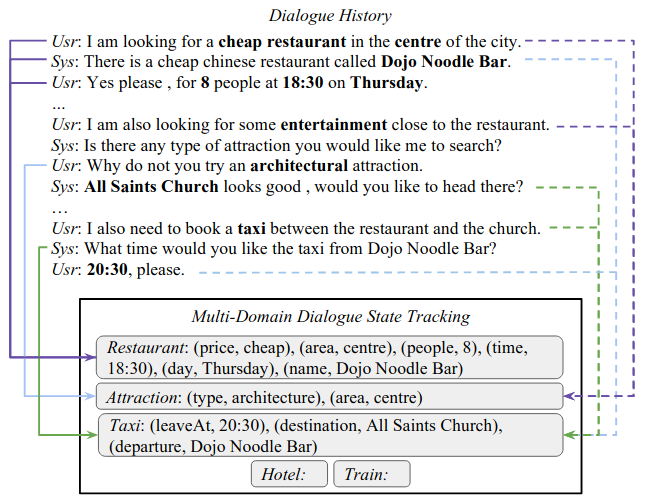 Dialogue History
Usr: I am looking for a cheap restaurant in the centre of the city.
Sys: There is a cheap chinese restaurant called Dojo Noodle Bar.
Usr: Yes please , for 8 people at 18:30 on Thursday.
...
Usr: I am also looking for some entertainment close to the restaurant.
Sys: Is there any type of attraction you would like me to search?
Usr: Why do not you try an architectural attraction.
Sys: All Saints Church looks good , would you like to head there?
...
Usr: I also need to book a taxi between the restaurant and the church.
Sys: What time would you like the taxi from Dojo Noodle Bar?
Usr: 20:30, please.
Multi-Domain Dialogue State Tracking
Restaurant: (price, cheap), (area, centre), (people, 8), (time,
18:30), (day, Thursday), (name, Dojo Noodle Bar)
Attraction: (type, architecture), (area, centre)
Taxi: (leaveAt, 20:30), (destination, All Saints Church),
(departure, Dojo Noodle Bar)
Hotel: Train: